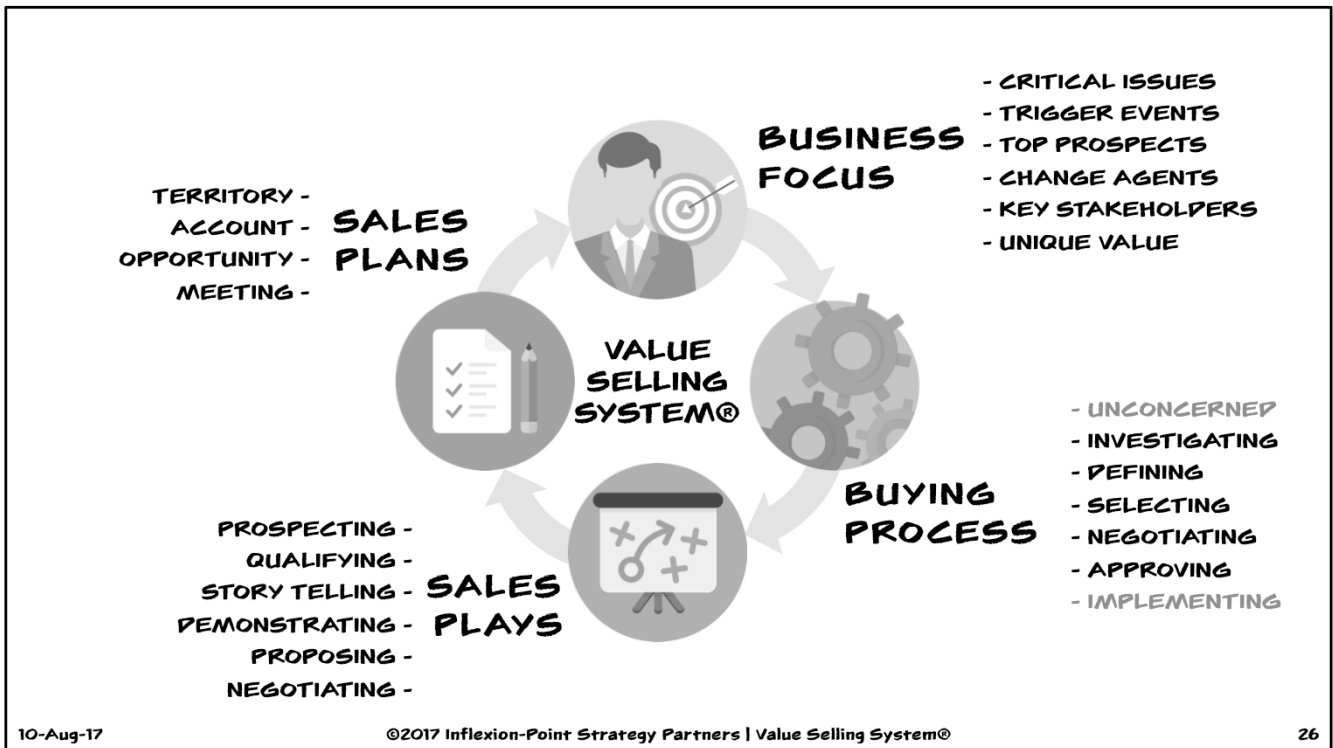 BUSINESS
FOCUS
- CRITICAL ISSUES
- TRIGGER EVENTS
- TOP PROSPECTS
- CHANGE AGENTS
- KEY STAKEHOLDERS
- UNIQUE VALUE
TERRITORY -
ACCOUNT -
OPPORTUNITY -
MEETING -
SALES
PLANS
VALUE
SELLING
SYSTEM®
BUYING
PROCESS
- UNCONCERNED
- INVESTIGATING
- DEFINING
- SELECTING
- NEGOTIATING
- APPROVING
- IMPLEMENTING
PROSPECTING -
QUALIFYING -
STORY TELLING -
DEMONSTRATING -
PROPOSING -
NEGOTIATING -
SALES
PLAYS
10-Aug-17
©2017 Inflexion-Point Strategy Partners | Value Selling System®
26